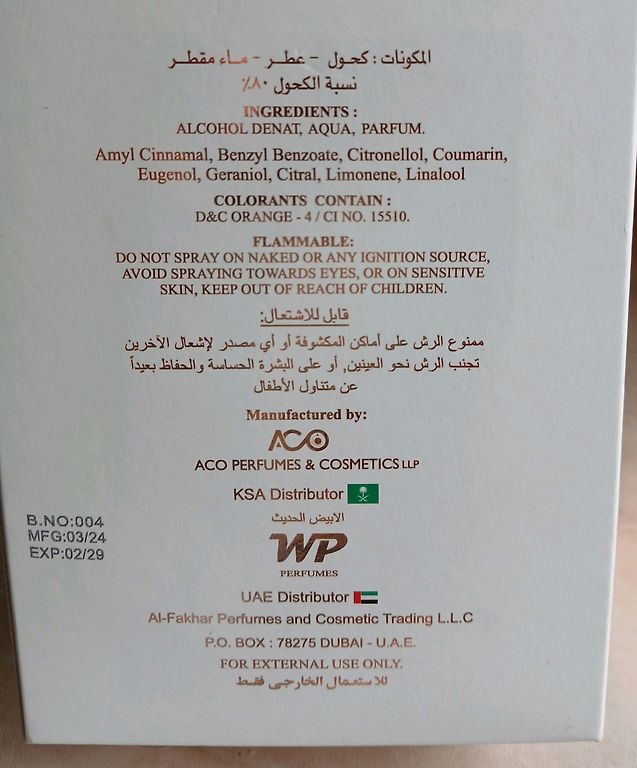 المكونات : كحول - عطـر - مـاء مقطـر
نسبة الكحول ٨٠٪
INGREDIENTS :
ALCOHOL DENAT, AQUA, PARFUM.
Amyl Cinnamal, Benzyl Benzoate, Citronellol, Coumarin,
Eugenol, Geraniol, Citral, Limonene, Linalool
COLORANTS CONTAIN :
D&C ORANGE - 4 / CI NO. 15510.
FLAMMABLE:
DO NOT SPRAY ON NAKED OR ANY IGNITION SOURCE,
AVOID SPRAYING TOWARDS EYES, OR ON SENSITIVE
SKIN, KEEP OUT OF REACH OF CHILDREN.
قابل للاشتعال:
ممنوع الرش على أماكن المكشوفة أو أي مصدر لإشعال الآخرين
تجنب الرش نحو العينين, أو على البشرة الحساسة والحفاظ بعيداً
عن متناول الأطفال
Manufactured by:
ACO
ACO PERFUMES & COSMETICS LLP
KSA Distributor
الابيض الحديث
WP
PERFUMES
UAE Distributor
Al-Fakhar Perfumes and Cosmetic Trading L.L.C
P.O. BOX : 78275 DUBAI - U.A.E.
FOR EXTERNAL USE ONLY.
للاستعمال الخارجي فقط
B.NO:004
MFG:03/24
EXP:02/29